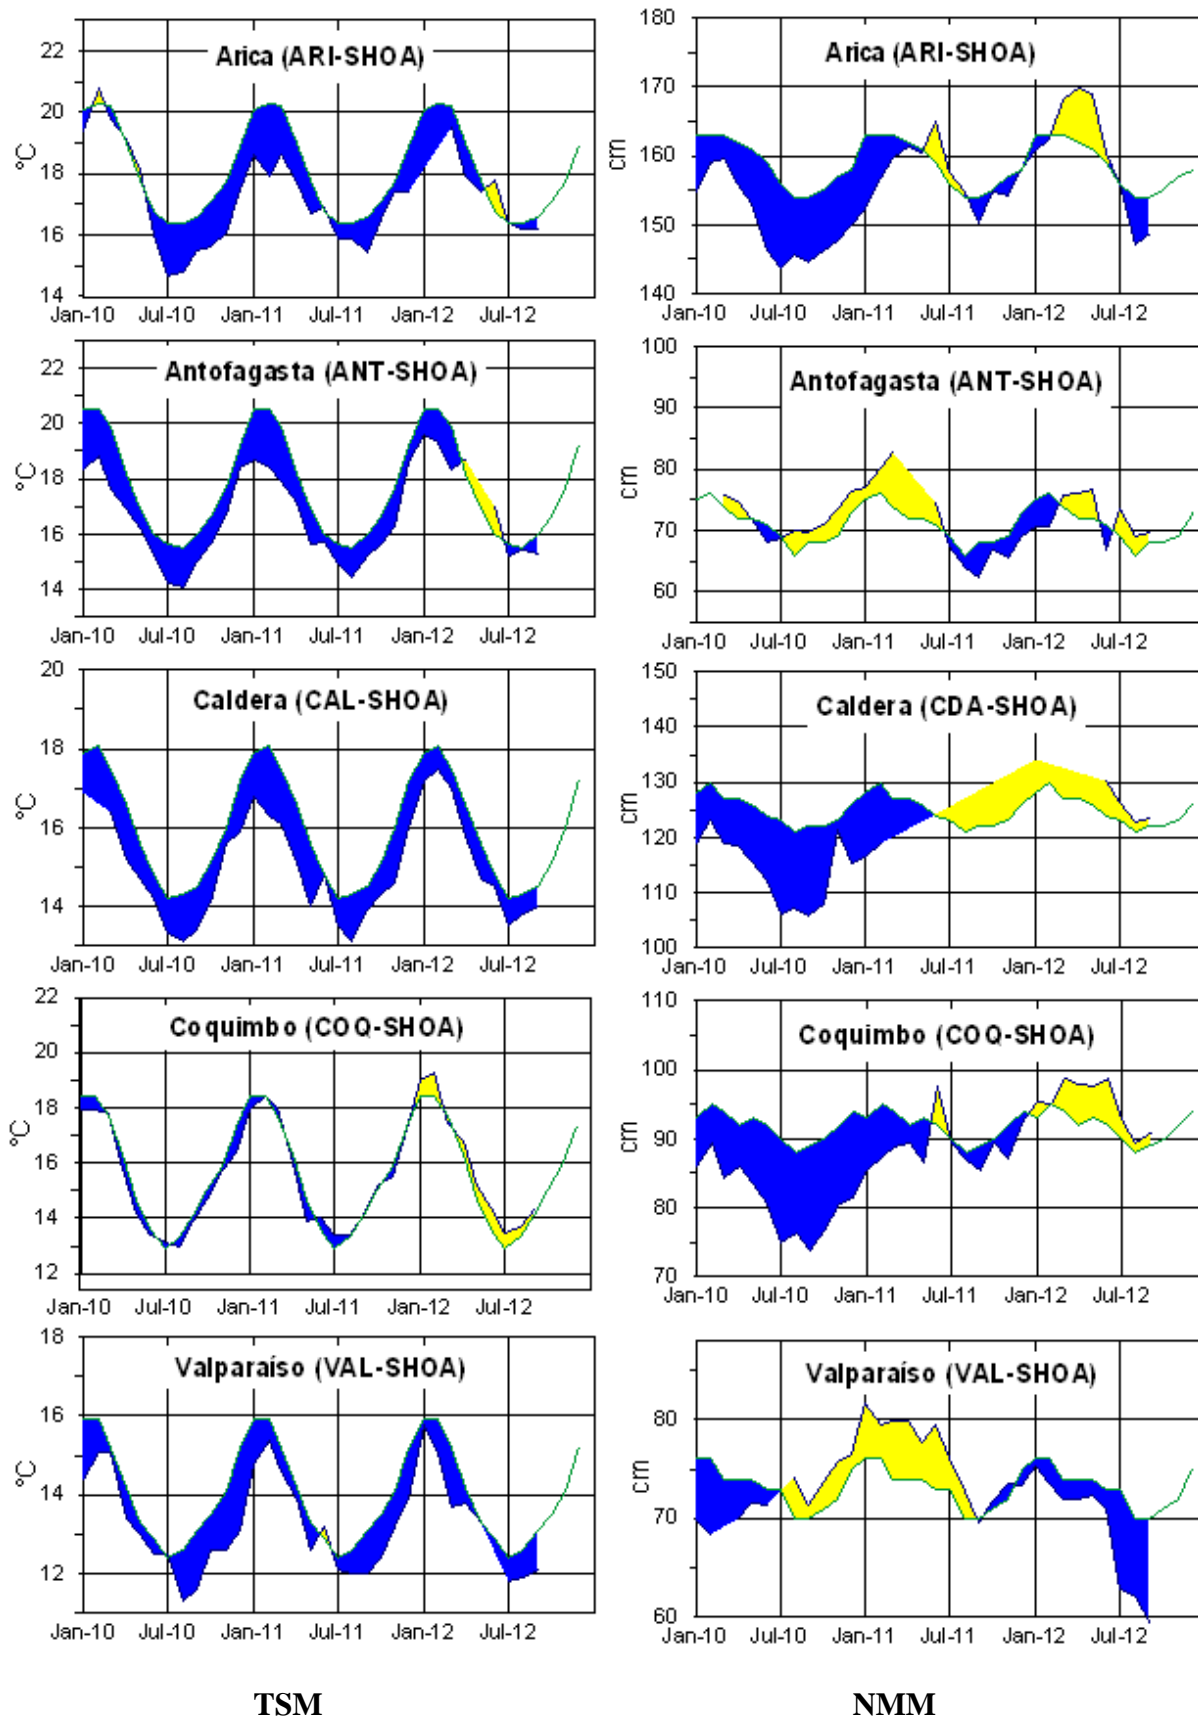 Arica (ARI-SHOA)
22
20
18
16
14
°C
Jan-10 Jul-10 Jan-11 Jul-11 Jan-12 Jul-12
Arica (ARI-SHOA)
180
170
160
150
140
cm
Jan-10 Jul-10 Jan-11 Jul-11 Jan-12 Jul-12
Antofagasta (ANT-SHOA)
22
20
18
16
14
°C
Jan-10 Jul-10 Jan-11 Jul-11 Jan-12 Jul-12
Antofagasta (ANT-SHOA)
100
90
80
70
60
cm
Jan-10 Jul-10 Jan-11 Jul-11 Jan-12 Jul-12
Caldera (CAL-SHOA)
20
18
16
14
°C
Jan-10 Jul-10 Jan-11 Jul-11 Jan-12 Jul-12
Caldera (CDA-SHOA)
150
140
130
120
110
100
cm
Jan-10 Jul-10 Jan-11 Jul-11 Jan-12 Jul-12
Coquimbo (COQ-SHOA)
22
20
18
16
14
12
°C
Jan-10 Jul-10 Jan-11 Jul-11 Jan-12 Jul-12
Coquimbo (COQ-SHOA)
110
100
90
80
70
cm
Jan-10 Jul-10 Jan-11 Jul-11 Jan-12 Jul-12
Valparaíso (VAL-SHOA)
18
16
14
12
°C
Jan-10 Jul-10 Jan-11 Jul-11 Jan-12 Jul-12
Valparaíso (VAL-SHOA)
80
70
60
cm
Jan-10 Jul-10 Jan-11 Jul-11 Jan-12 Jul-12
TSM
NMM